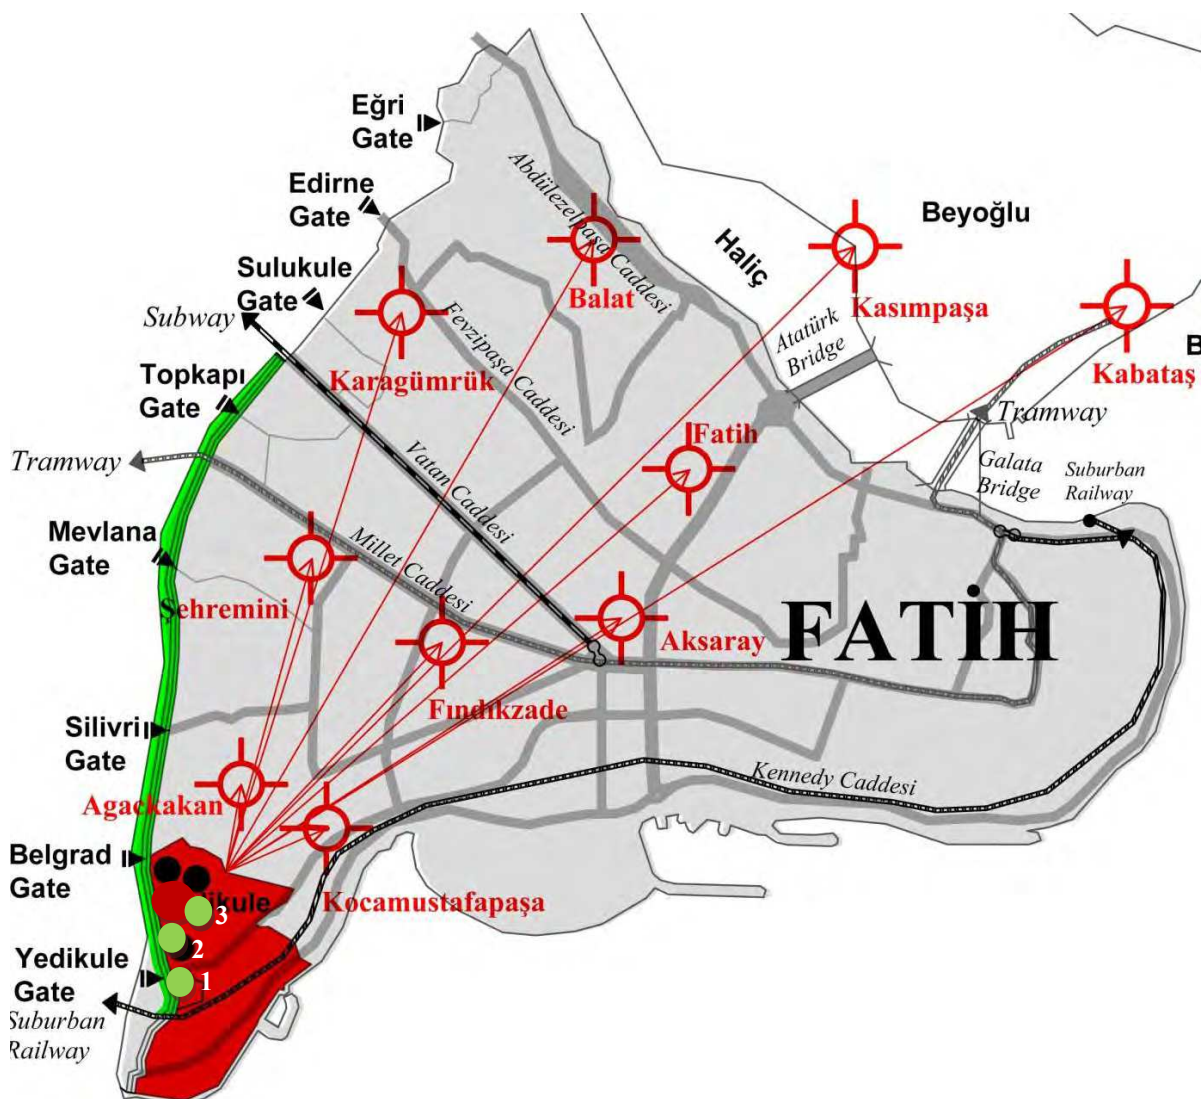 Eğri
Gate
Edirne
Gate
Sulukule
Gate
Subway
Topkapı
Gate
Tramway
Mevlana
Gate
Silivri
Gate
Belgrad
Gate
Yedikule
Gate
Suburban
Railway
Abdülezelpaşa Caddesi
Balat
Haliç
Beyoğlu
Kasımpaşa
Atatürk
Bridge
B
Kabataş
Karagümrük
Fevzipaşa Caddesi
Fatih
Tramway
Galata
Bridge
Suburban
Railway
Vatan Caddesi
Millet Caddesi
Şehremini
Aksaray
FATİH
Fındıkzade
Agackakan
Kennedy Caddesi
Kocamustafapaşa
dikule
3
2
1